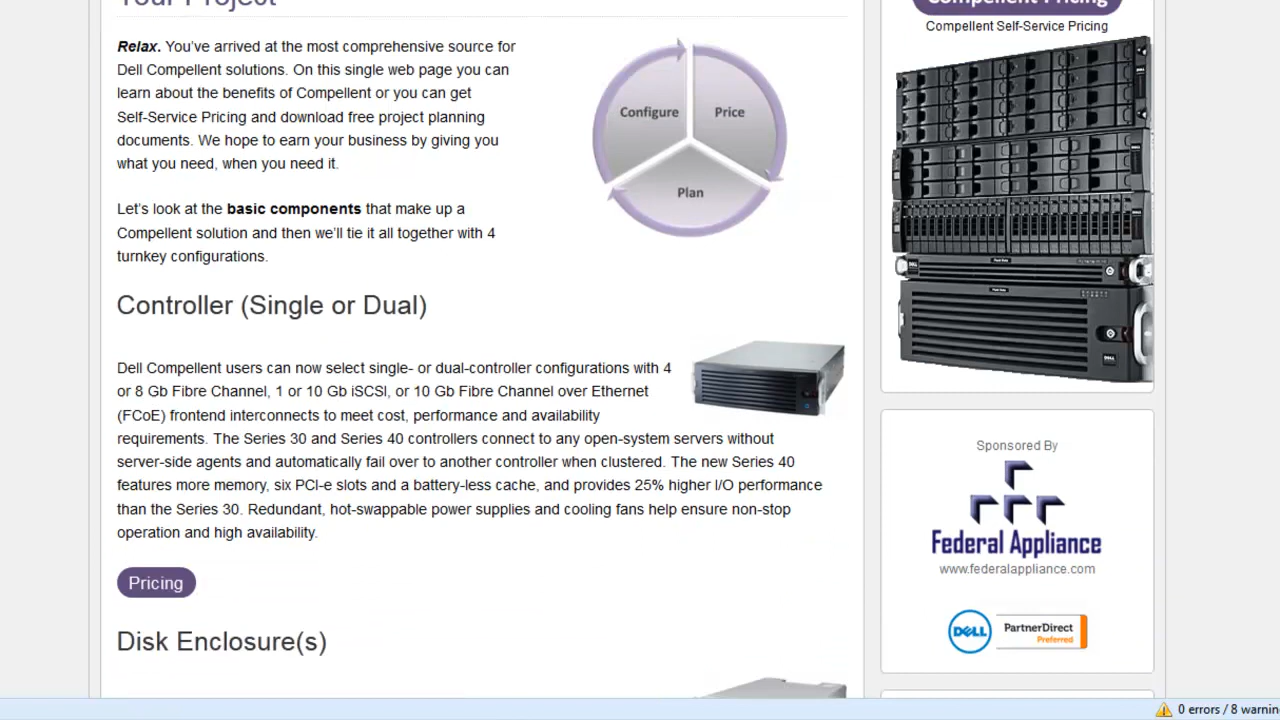 Your Project
Relax. You've arrived at the most comprehensive source for
Dell Compellent solutions. On this single web page you can
learn about the benefits of Compellent or you can get
Self-Service Pricing and download free project planning
documents. We hope to earn your business by giving you
what you need, when you need it.
Configure
Price
Plan
Let's look at the basic components that make up a
Compellent solution and then we'll tie it all together with 4
turnkey configurations.
Controller (Single or Dual)
Dell Compellent users can now select single- or dual-controller configurations with 4
or 8 Gb Fibre Channel, 1 or 10 Gb iSCSI, or 10 Gb Fibre Channel over Ethernet
(FCoE) frontend interconnects to meet cost, performance and availability
requirements. The Series 30 and Series 40 controllers connect to any open-system servers without
server-side agents and automatically fail over to another controller when clustered. The new Series 40
features more memory, six PCI-e slots and a battery-less cache, and provides 25% higher I/O performance
than the Series 30. Redundant, hot-swappable power supplies and cooling fans help ensure non-stop
operation and high availability.
Pricing
Disk Enclosure(s)
Compellent Pricing
Compellent Self-Service Pricing
Sponsored By
Federal Appliance
www.federalappliance.com
DELL
PartnerDirect
Preferred
0 errors / 8 warnin